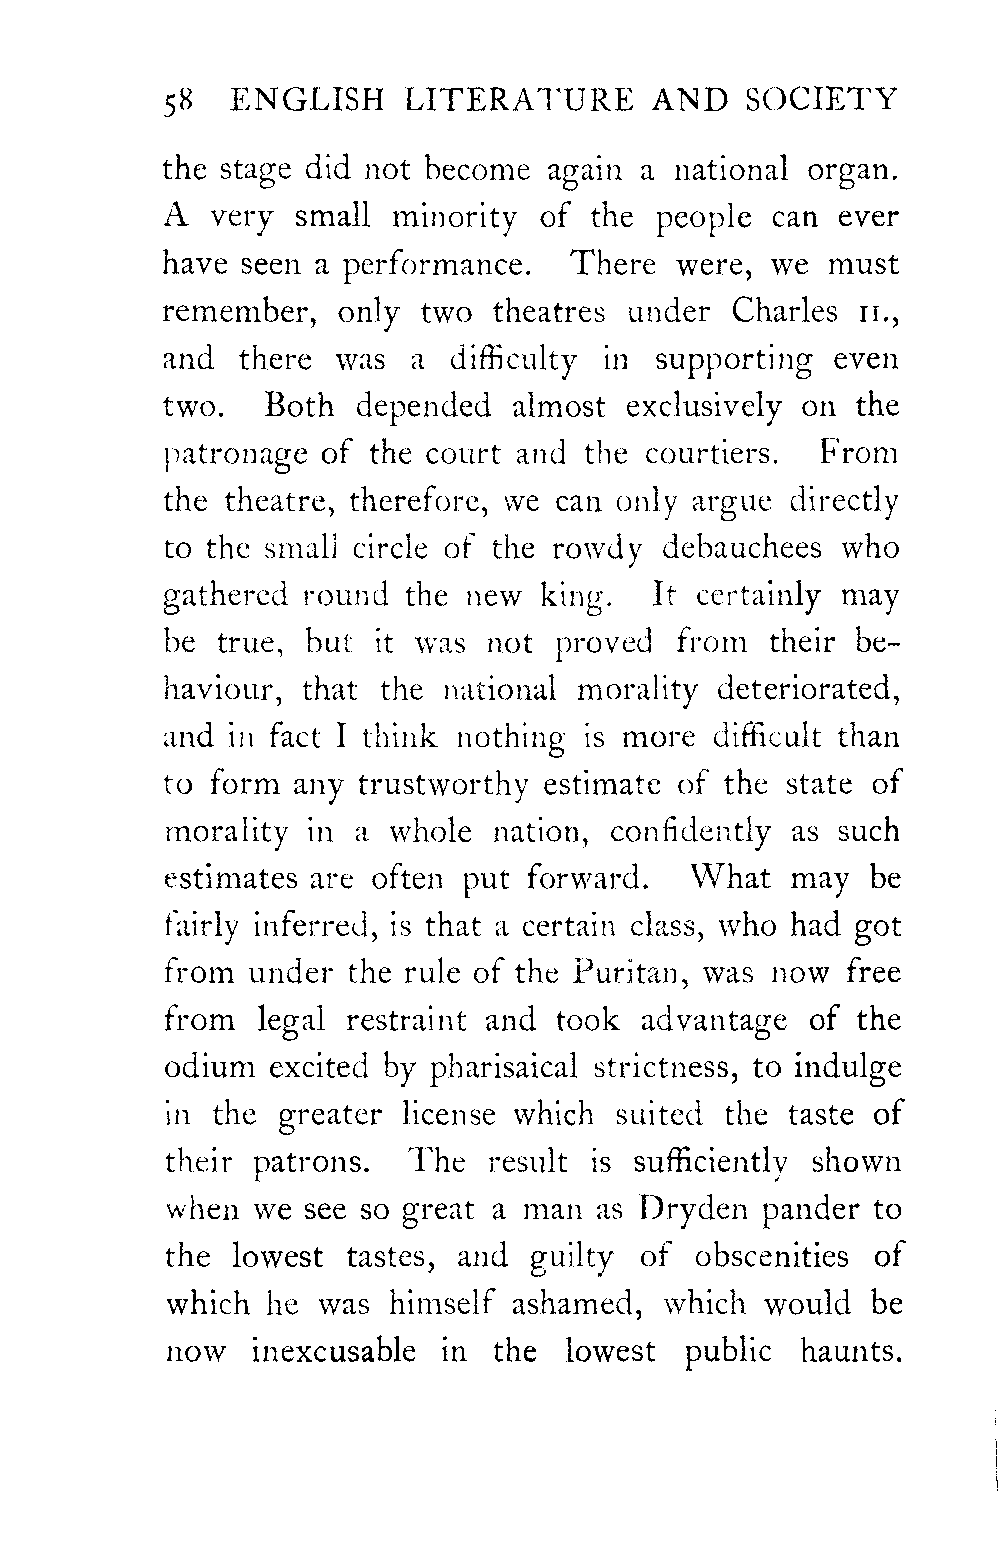 58 ENGLISH LITERATURE AND SOCIETY
the stage did not become again a national organ.
A very small minority of the people can ever
have seen a performance. There were, we must
remember, only two theatres under Charles II.,
and there was a difficulty in supporting even
two. Both depended almost exclusively on the
patronage of the court and the courtiers. From
the theatre, therefore, we can only argue directly
to the small circle of the rowdy debauchees who
gathered round the new king. It certainly may
be true, but it was not proved from their be-
haviour, that the national morality deteriorated,
and in fact I think nothing is more difficult than
to form any trustworthy estimate of the state of
morality in a whole nation, confidently as such
estimates are often put forward. What may be
fairly inferred, is that a certain class, who had got
from under the rule of the Puritan, was now free
from legal restraint and took advantage of the
odium excited by pharisaical strictness, to indulge
in the greater license which suited the taste of
their patrons. The result is sufficiently shown
when we see so great a man as Dryden pander to
the lowest tastes, and guilty of obscenities of
which he was himself ashamed, which would be
now inexcusable in the lowest public haunts.